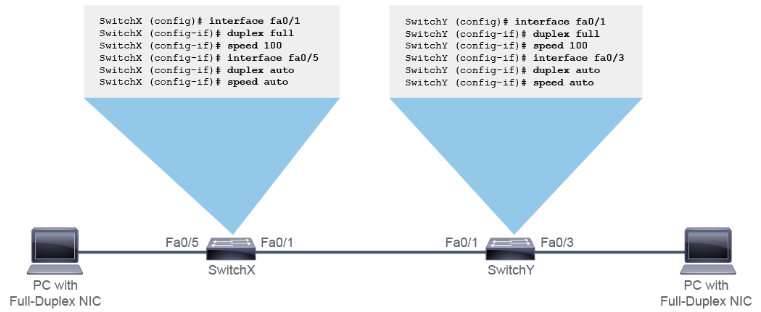 SwitchX (config)# interface fa0/1
SwitchX (config-if)# duplex full
SwitchX (config-if)# speed 100
SwitchX (config-if)# interface fa0/5
SwitchX (config-if)# duplex auto
SwitchX (config-if)# speed auto
SwitchY (config)# interface fa0/1
SwitchY (config-if)# duplex full
SwitchY (config-if)# speed 100
SwitchY (config-if)# interface fa0/3
SwitchY (config-if)# duplex auto
SwitchY (config-if)# speed auto
Fa0/5
Fa0/1
Fa0/1
Fa0/3
PC with
Full-Duplex NIC
SwitchX
SwitchY
PC with
Full-Duplex NIC